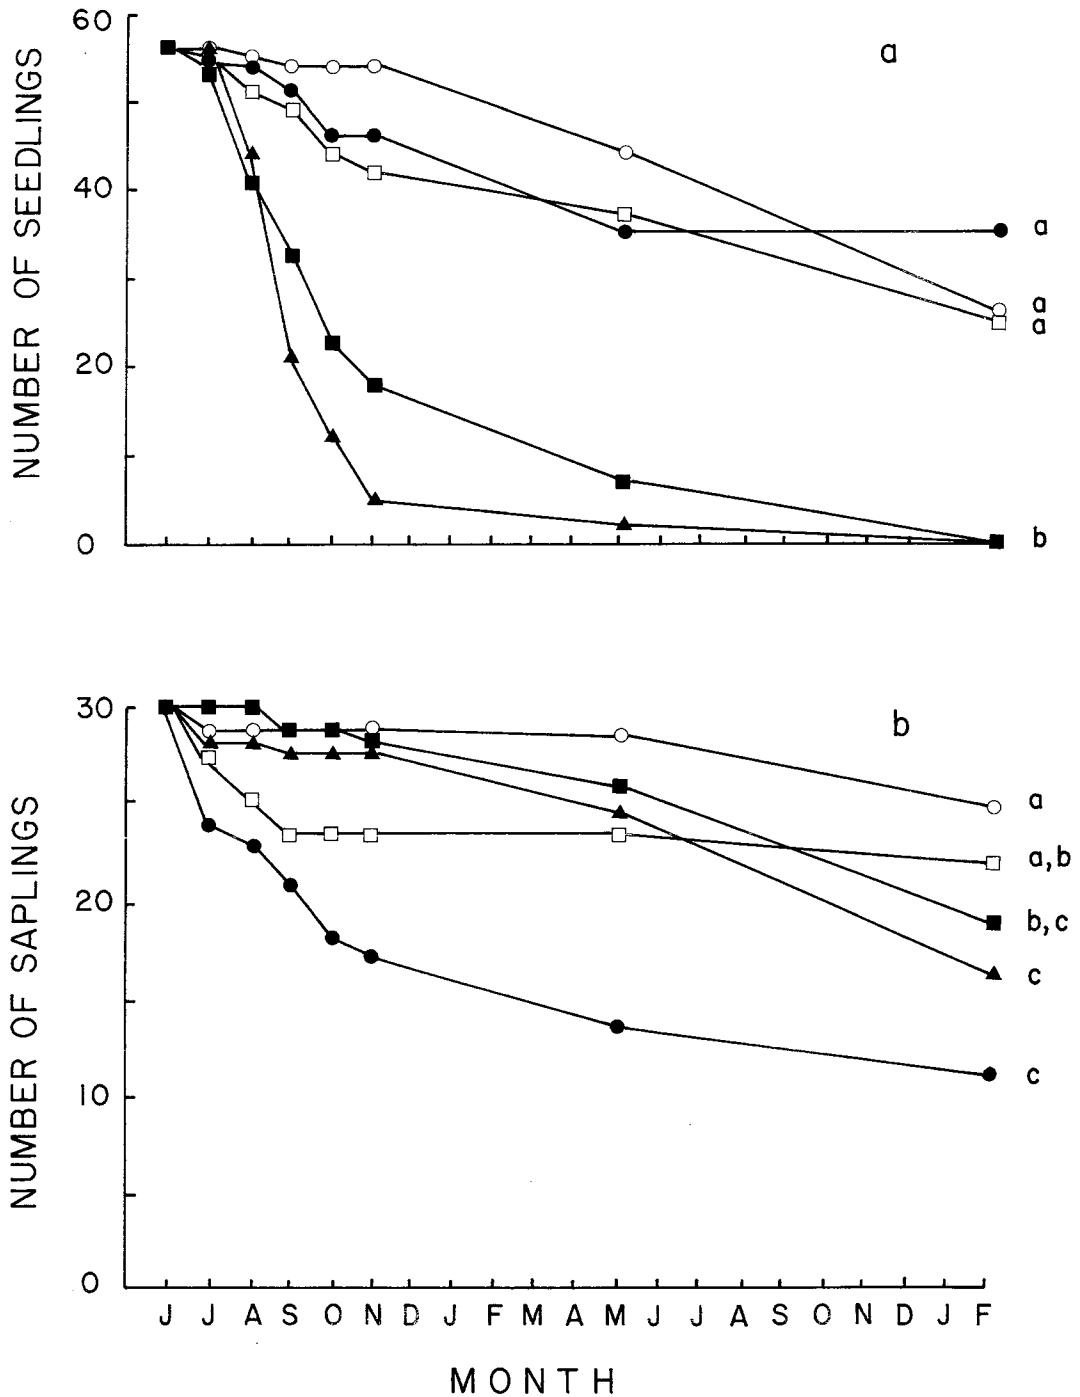 a
60
40
20
0
NUMBER OF SEEDLINGS
a
a
a
b
b
30
20
10
0
NUMBER OF SAPLINGS
a
a,b
b,c
c
c
J J A S O N D J F M A M J J A S O N D J F
MONTH